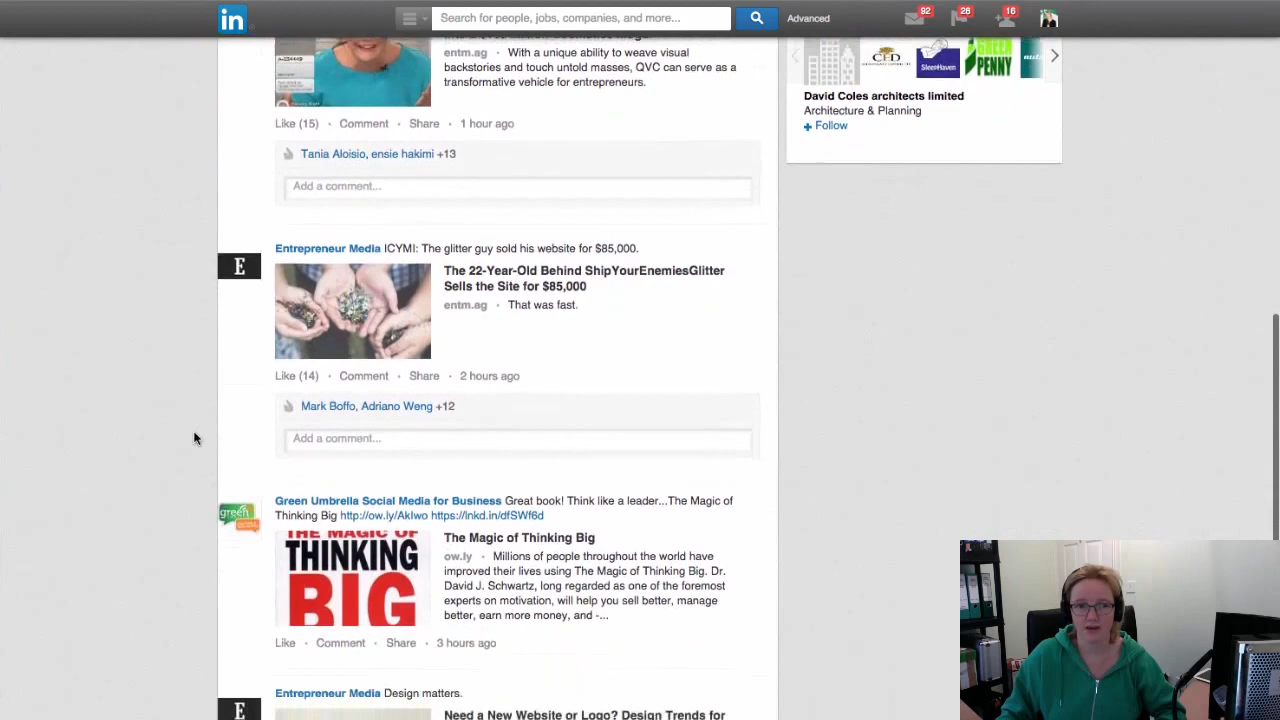 in
Search for people, jobs, companies, and more...
Advanced
92
28
16
entm.ag • With a unique ability to weave visual
backstories and touch untold masses, QVC can serve as a
transformative vehicle for entrepreneurs.
Like (15) • Comment • Share • 1 hour ago
Tania Aloisio, ensie hakimi +13
Add a comment...
CFD
SleepHaven
GREEN
PENNY
David Coles architects limited
Architecture & Planning
+ Follow
E
Entrepreneur Media ICYMI: The glitter guy sold his website for $85,000.
The 22-Year-Old Behind ShipYourEnemiesGlitter
Sells the Site for $85,000
entm.ag • That was fast.
Like (14) • Comment • Share • 2 hours ago
Mark Boffo, Adriano Weng +12
Add a comment...
green
Green Umbrella Social Media for Business Great book! Think like a leader...The Magic of
Thinking Big http://ow.ly/AkIwo https://lnkd.in/dfSWf6d
THE MAGIC OF
THINKING
BIG
The Magic of Thinking Big
ow.ly • Millions of people throughout the world have
improved their lives using The Magic of Thinking Big. Dr.
David J. Schwartz, long regarded as one of the foremost
experts on motivation, will help you sell better, manage
better, earn more money, and -...
Like • Comment • Share • 3 hours ago
E
Entrepreneur Media Design matters.
Need a New Website or Logo? Design Trends for